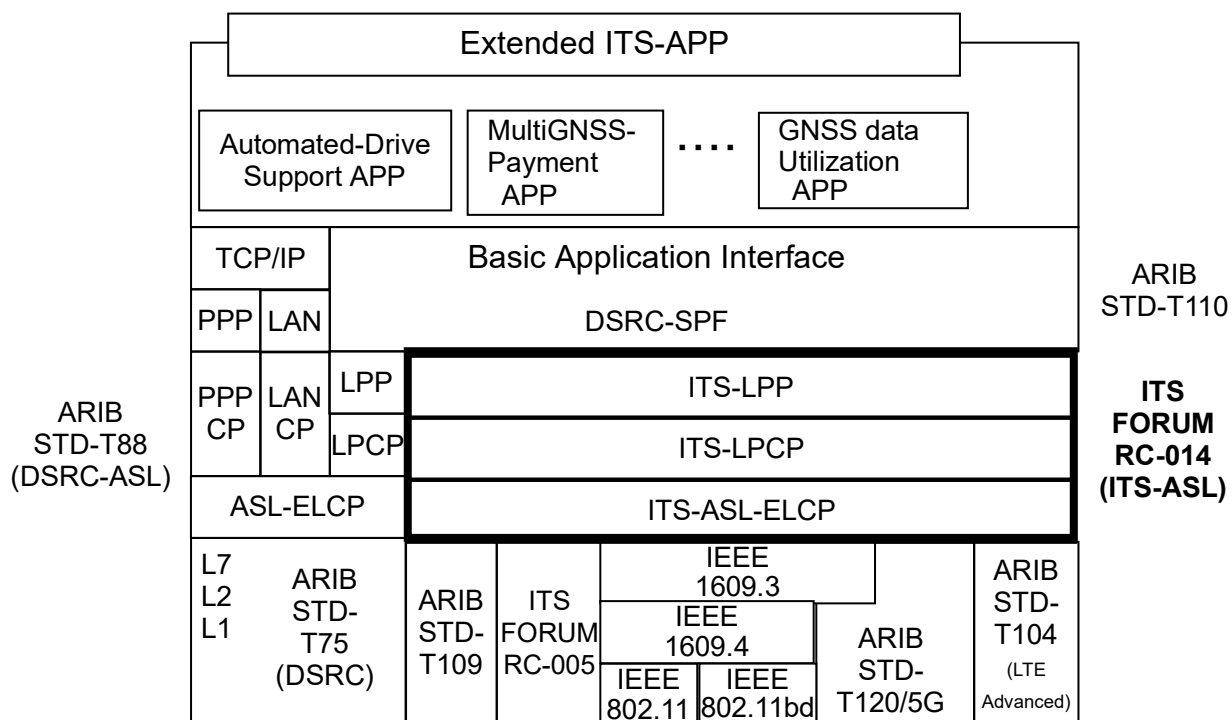 Extended ITS-APP
Automated-Drive
Support APP
MultiGNSS-
Payment
APP
....
GNSS data
Utilization
APP
TCP/IP
Basic Application Interface
ARIB
STD-T110
PPP
LAN
DSRC-SPF
ARIB
STD-T88
(DSRC-ASL)
PPP
CP
LAN
CP
LPP
ITS-LPP
LPCP
ITS-LPCP
ITS
FORUM
RC-014
(ITS-ASL)
ASL-ELCP
ITS-ASL-ELCP
L7
L2
L1
ARIB
STD-
T75
(DSRC)
ARIB
STD-
T109
ITS
FORUM
RC-005
IEEE
1609.3
IEEE
1609.4
IEEE
802.11
IEEE
802.11bd
ARIB
STD-
T120/5G
ARIB
STD-
T104
(LTE
Advanced)